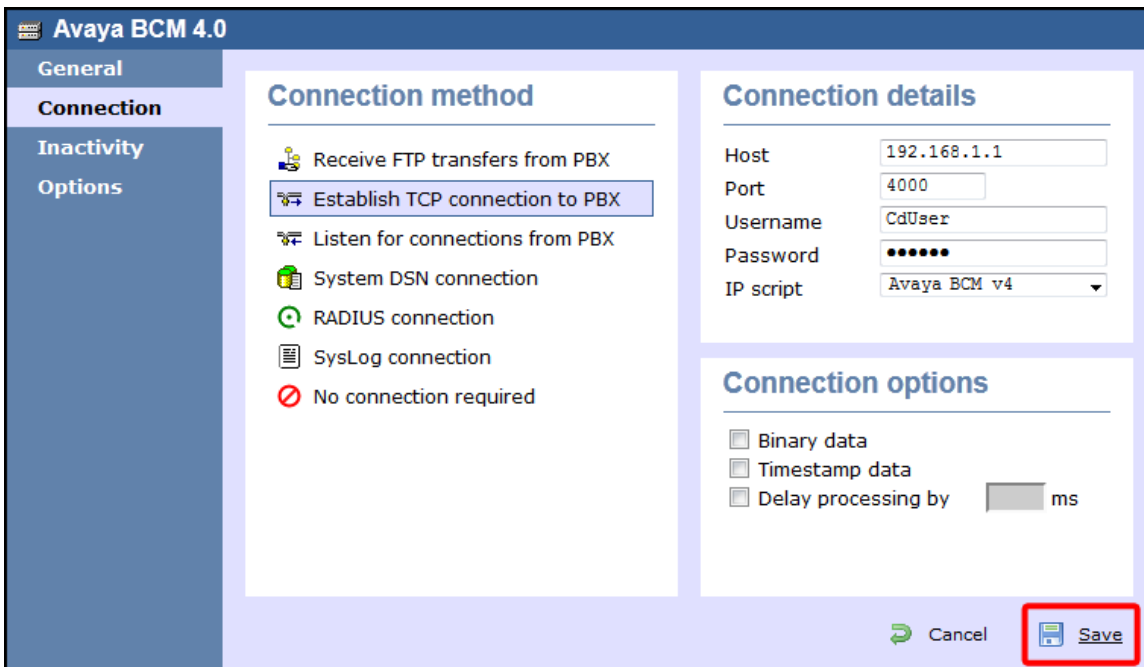 Avaya BCM 4.0
General
Connection
Inactivity
Options
Connection method
Receive FTP transfers from PBX
Establish TCP connection to PBX
Listen for connections from PBX
System DSN connection
RADIUS connection
SysLog connection
No connection required
Connection details
Host 192.168.1.1
Port 4000
Username CdUser
Password ••••••
IP script Avaya BCM v4
Connection options
Binary data
Timestamp data
Delay processing by ms
Cancel Save